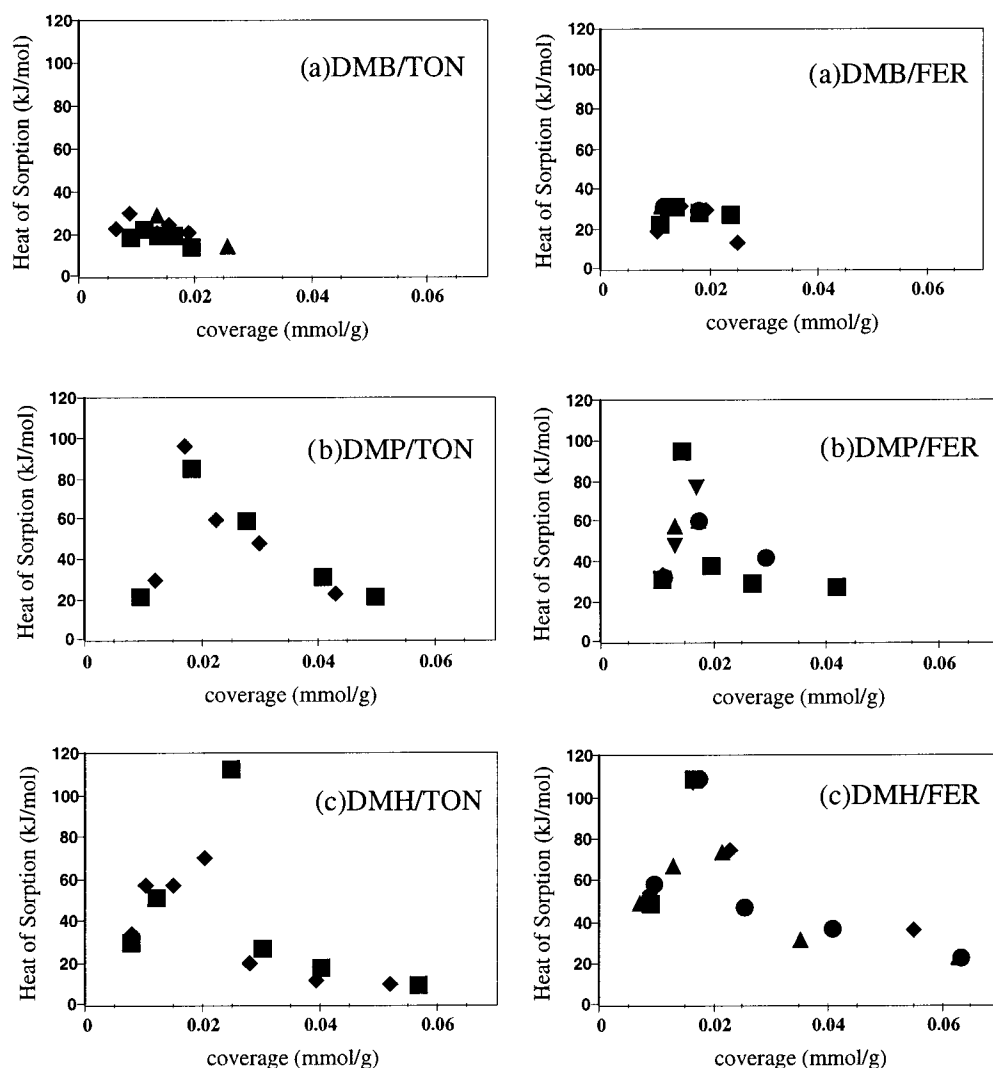 120
100
80
60
40
20
0
Heat of Sorption (kJ/mol)
(a)DMB/TON
0 0.02 0.04 0.06
coverage (mmol/g)
120
100
80
60
40
20
0
Heat of Sorption (kJ/mol)
(a)DMB/FER
0 0.02 0.04 0.06
coverage (mmol/g)
120
100
80
60
40
20
0
Heat of Sorption (kJ/mol)
(b)DMP/TON
0 0.02 0.04 0.06
coverage (mmol/g)
120
100
80
60
40
20
0
Heat of Sorption (kJ/mol)
(b)DMP/FER
0 0.02 0.04 0.06
coverage (mmol/g)
120
100
80
60
40
20
0
Heat of Sorption (kJ/mol)
(c)DMH/TON
0 0.02 0.04 0.06
coverage (mmol/g)
120
100
80
60
40
20
0
Heat of Sorption (kJ/mol)
(c)DMH/FER
0 0.02 0.04 0.06
coverage (mmol/g)